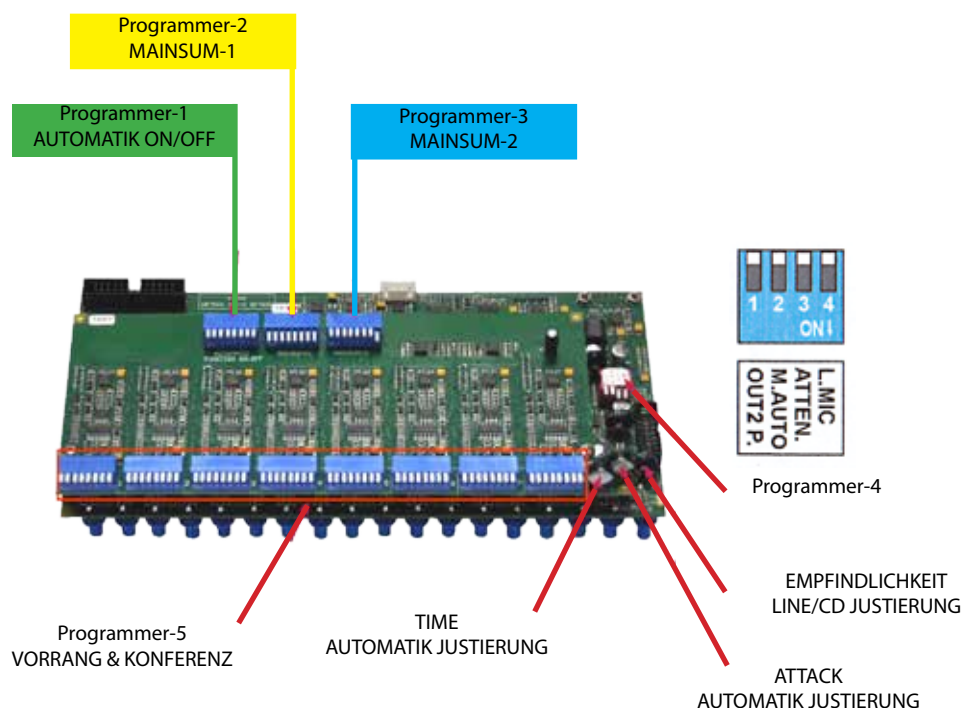 Programmer-2
MAINSUM-1
Programmer-1
AUTOMATIK ON/OFF
Programmer-3
MAINSUM-2
1 2 3 4
ON↓
L.MIC
ATTEN.
M.AUTO
OUT2 P.
Programmer-4
EMPFINDLICHKEIT
LINE/CD JUSTIERUNG
TIME
AUTOMATIK JUSTIERUNG
Programmer-5
VORRANG & KONFERENZ
ATTACK
AUTOMATIK JUSTIERUNG